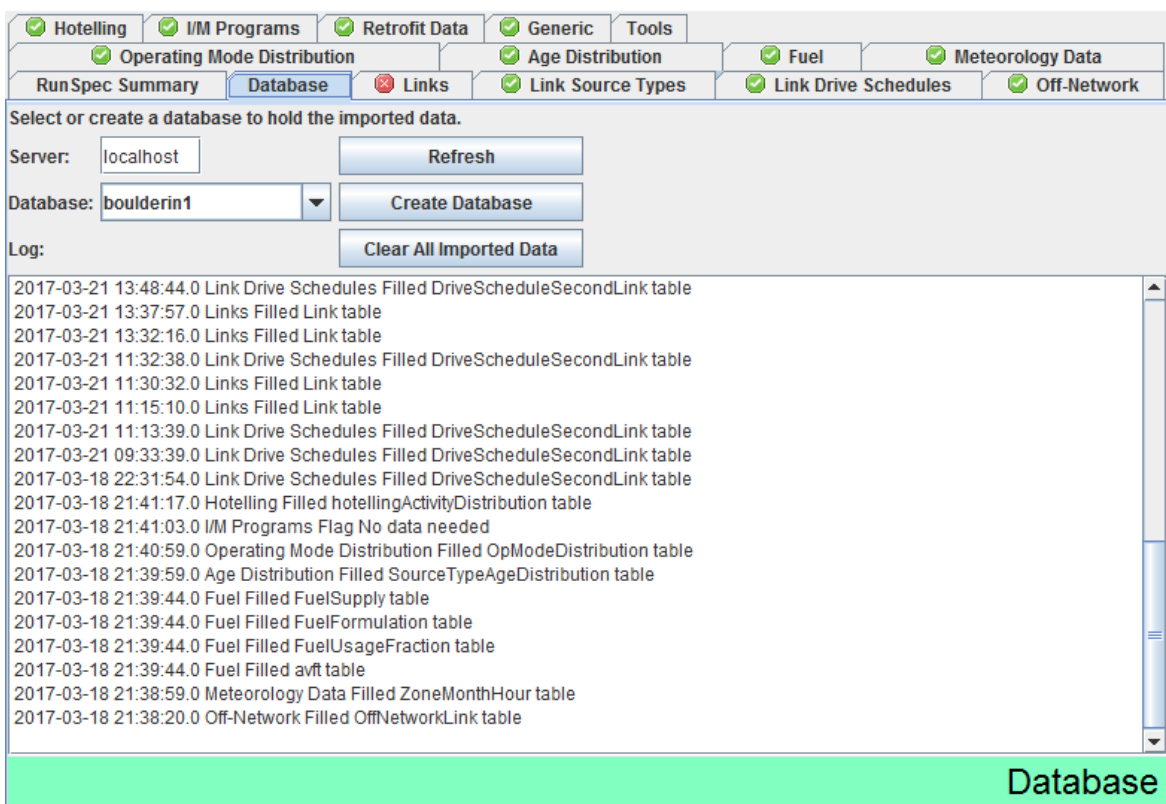 Hotelling I/M Programs Retrofit Data Generic Tools
Operating Mode Distribution Age Distribution Fuel Meteorology Data
RunSpec Summary Database Links Link Source Types Link Drive Schedules Off-Network
Select or create a database to hold the imported data.
Server: localhost Refresh
Database: boulderin1 Create Database
Log: Clear All Imported Data
2017-03-21 13:48:44.0 Link Drive Schedules Filled DriveScheduleSecondLink table
2017-03-21 13:37:57.0 Links Filled Link table
2017-03-21 13:32:16.0 Links Filled Link table
2017-03-21 11:32:38.0 Link Drive Schedules Filled DriveScheduleSecondLink table
2017-03-21 11:30:32.0 Links Filled Link table
2017-03-21 11:15:10.0 Links Filled Link table
2017-03-21 11:13:39.0 Link Drive Schedules Filled DriveScheduleSecondLink table
2017-03-21 09:33:39.0 Link Drive Schedules Filled DriveScheduleSecondLink table
2017-03-18 22:31:54.0 Link Drive Schedules Filled DriveScheduleSecondLink table
2017-03-18 21:41:17.0 Hotelling Filled hotellingActivityDistribution table
2017-03-18 21:41:03.0 I/M Programs Flag No data needed
2017-03-18 21:40:59.0 Operating Mode Distribution Filled OpModeDistribution table
2017-03-18 21:39:59.0 Age Distribution Filled SourceTypeAgeDistribution table
2017-03-18 21:39:44.0 Fuel Filled FuelSupply table
2017-03-18 21:39:44.0 Fuel Filled FuelFormulation table
2017-03-18 21:39:44.0 Fuel Filled FuelUsageFraction table
2017-03-18 21:39:44.0 Fuel Filled avft table
2017-03-18 21:38:59.0 Meteorology Data Filled ZoneMonthHour table
2017-03-18 21:38:20.0 Off-Network Filled OffNetworkLink table
Database